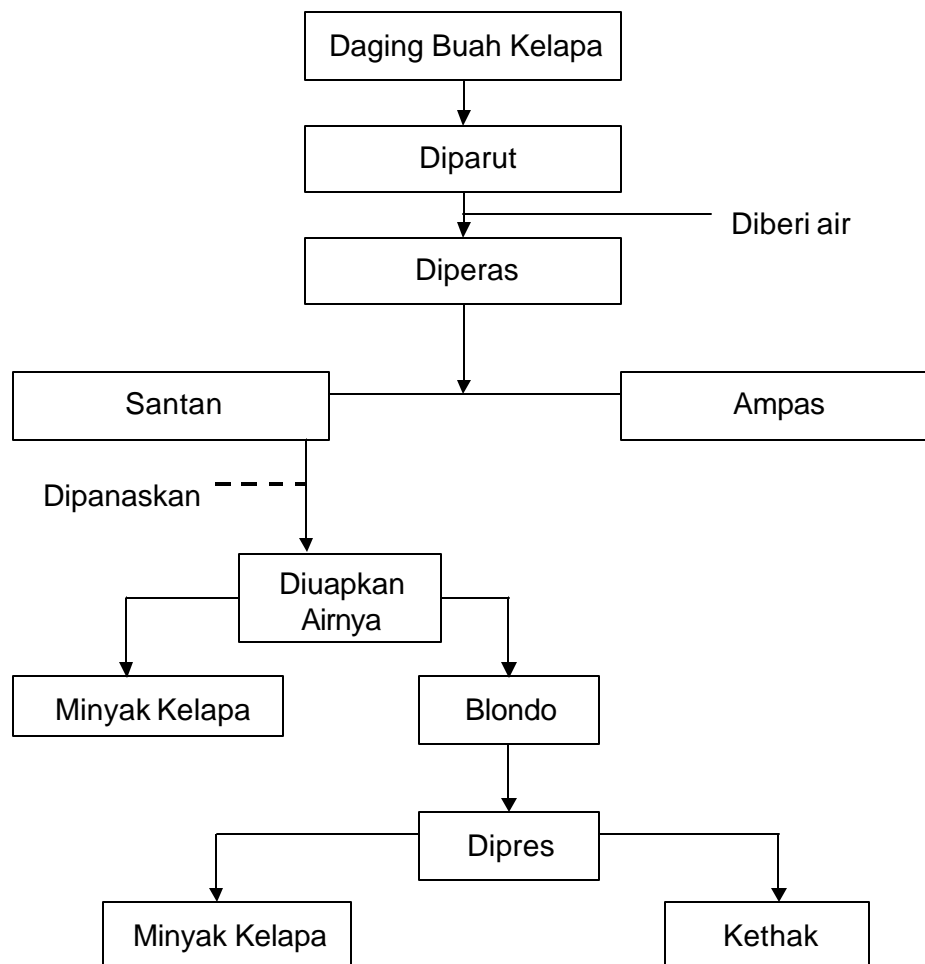 Daging Buah Kelapa
Diparut
Diberi air
Diperas
Santan
Ampas
Dipanaskan
Diuapkan
Airnya
Minyak Kelapa
Blondo
Dipres
Minyak Kelapa
Kethak